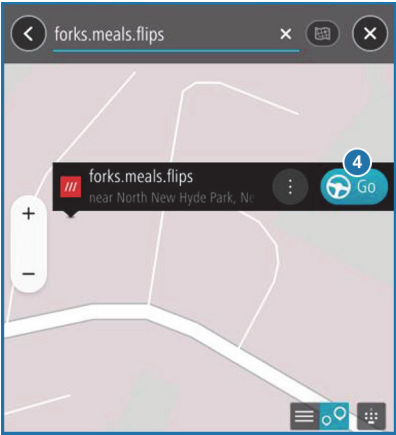 forks.meals.flips
4
forks.meals.flips
near North New Hyde Park, Ne
Go
+
−